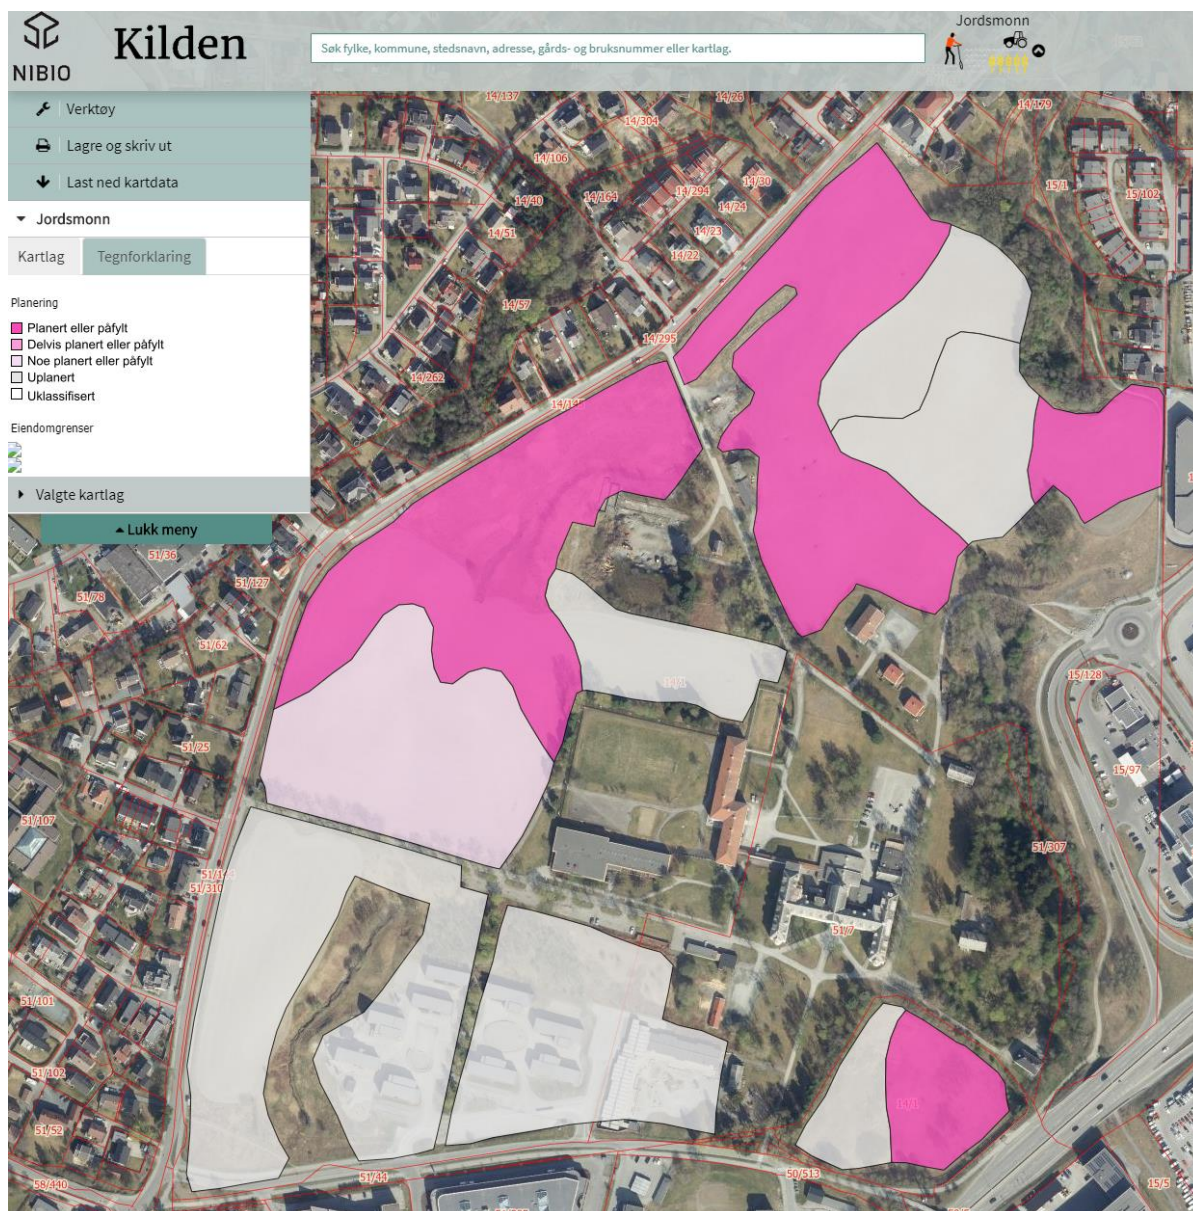 Jordsmonn
NIBIO
Kilden
Søk fylke, kommune, stedsnavn, adresse, gårds- og bruksnummer eller kartlag.
Verktøy
Lagre og skriv ut
Last ned kartdata
Jordsmonn
Kartlag
Tegnforklaring
Planering
Planert eller påfylt
Delvis planert eller påfylt
Noe planert eller påfylt
Uplanert
Uklassifisert
Eiendomgrenser
Valgte kartlag
Lukk meny
14/137
14/26
14/179
14/304
14/106
14/30
14/164
14/294
15/1
15/102
14/40
14/24
14/51
14/23
14/22
14/57
14/295
14/262
51/36
51/127
51/78
51/62
15/128
51/25
15/97
51/107
51/307
51/310
51/7
51/101
51/102
14/1
51/52
51/44
50/513
58/440
15/5